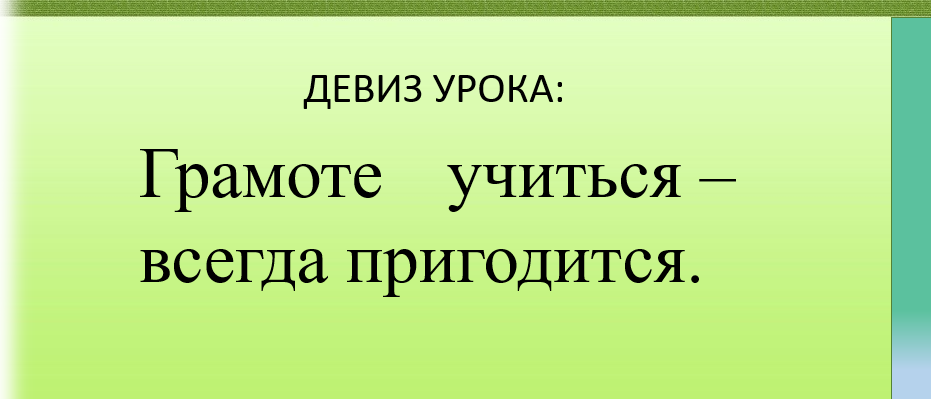 ДЕВИЗ УРОКА:
Грамоте учиться –
всегда пригодится.